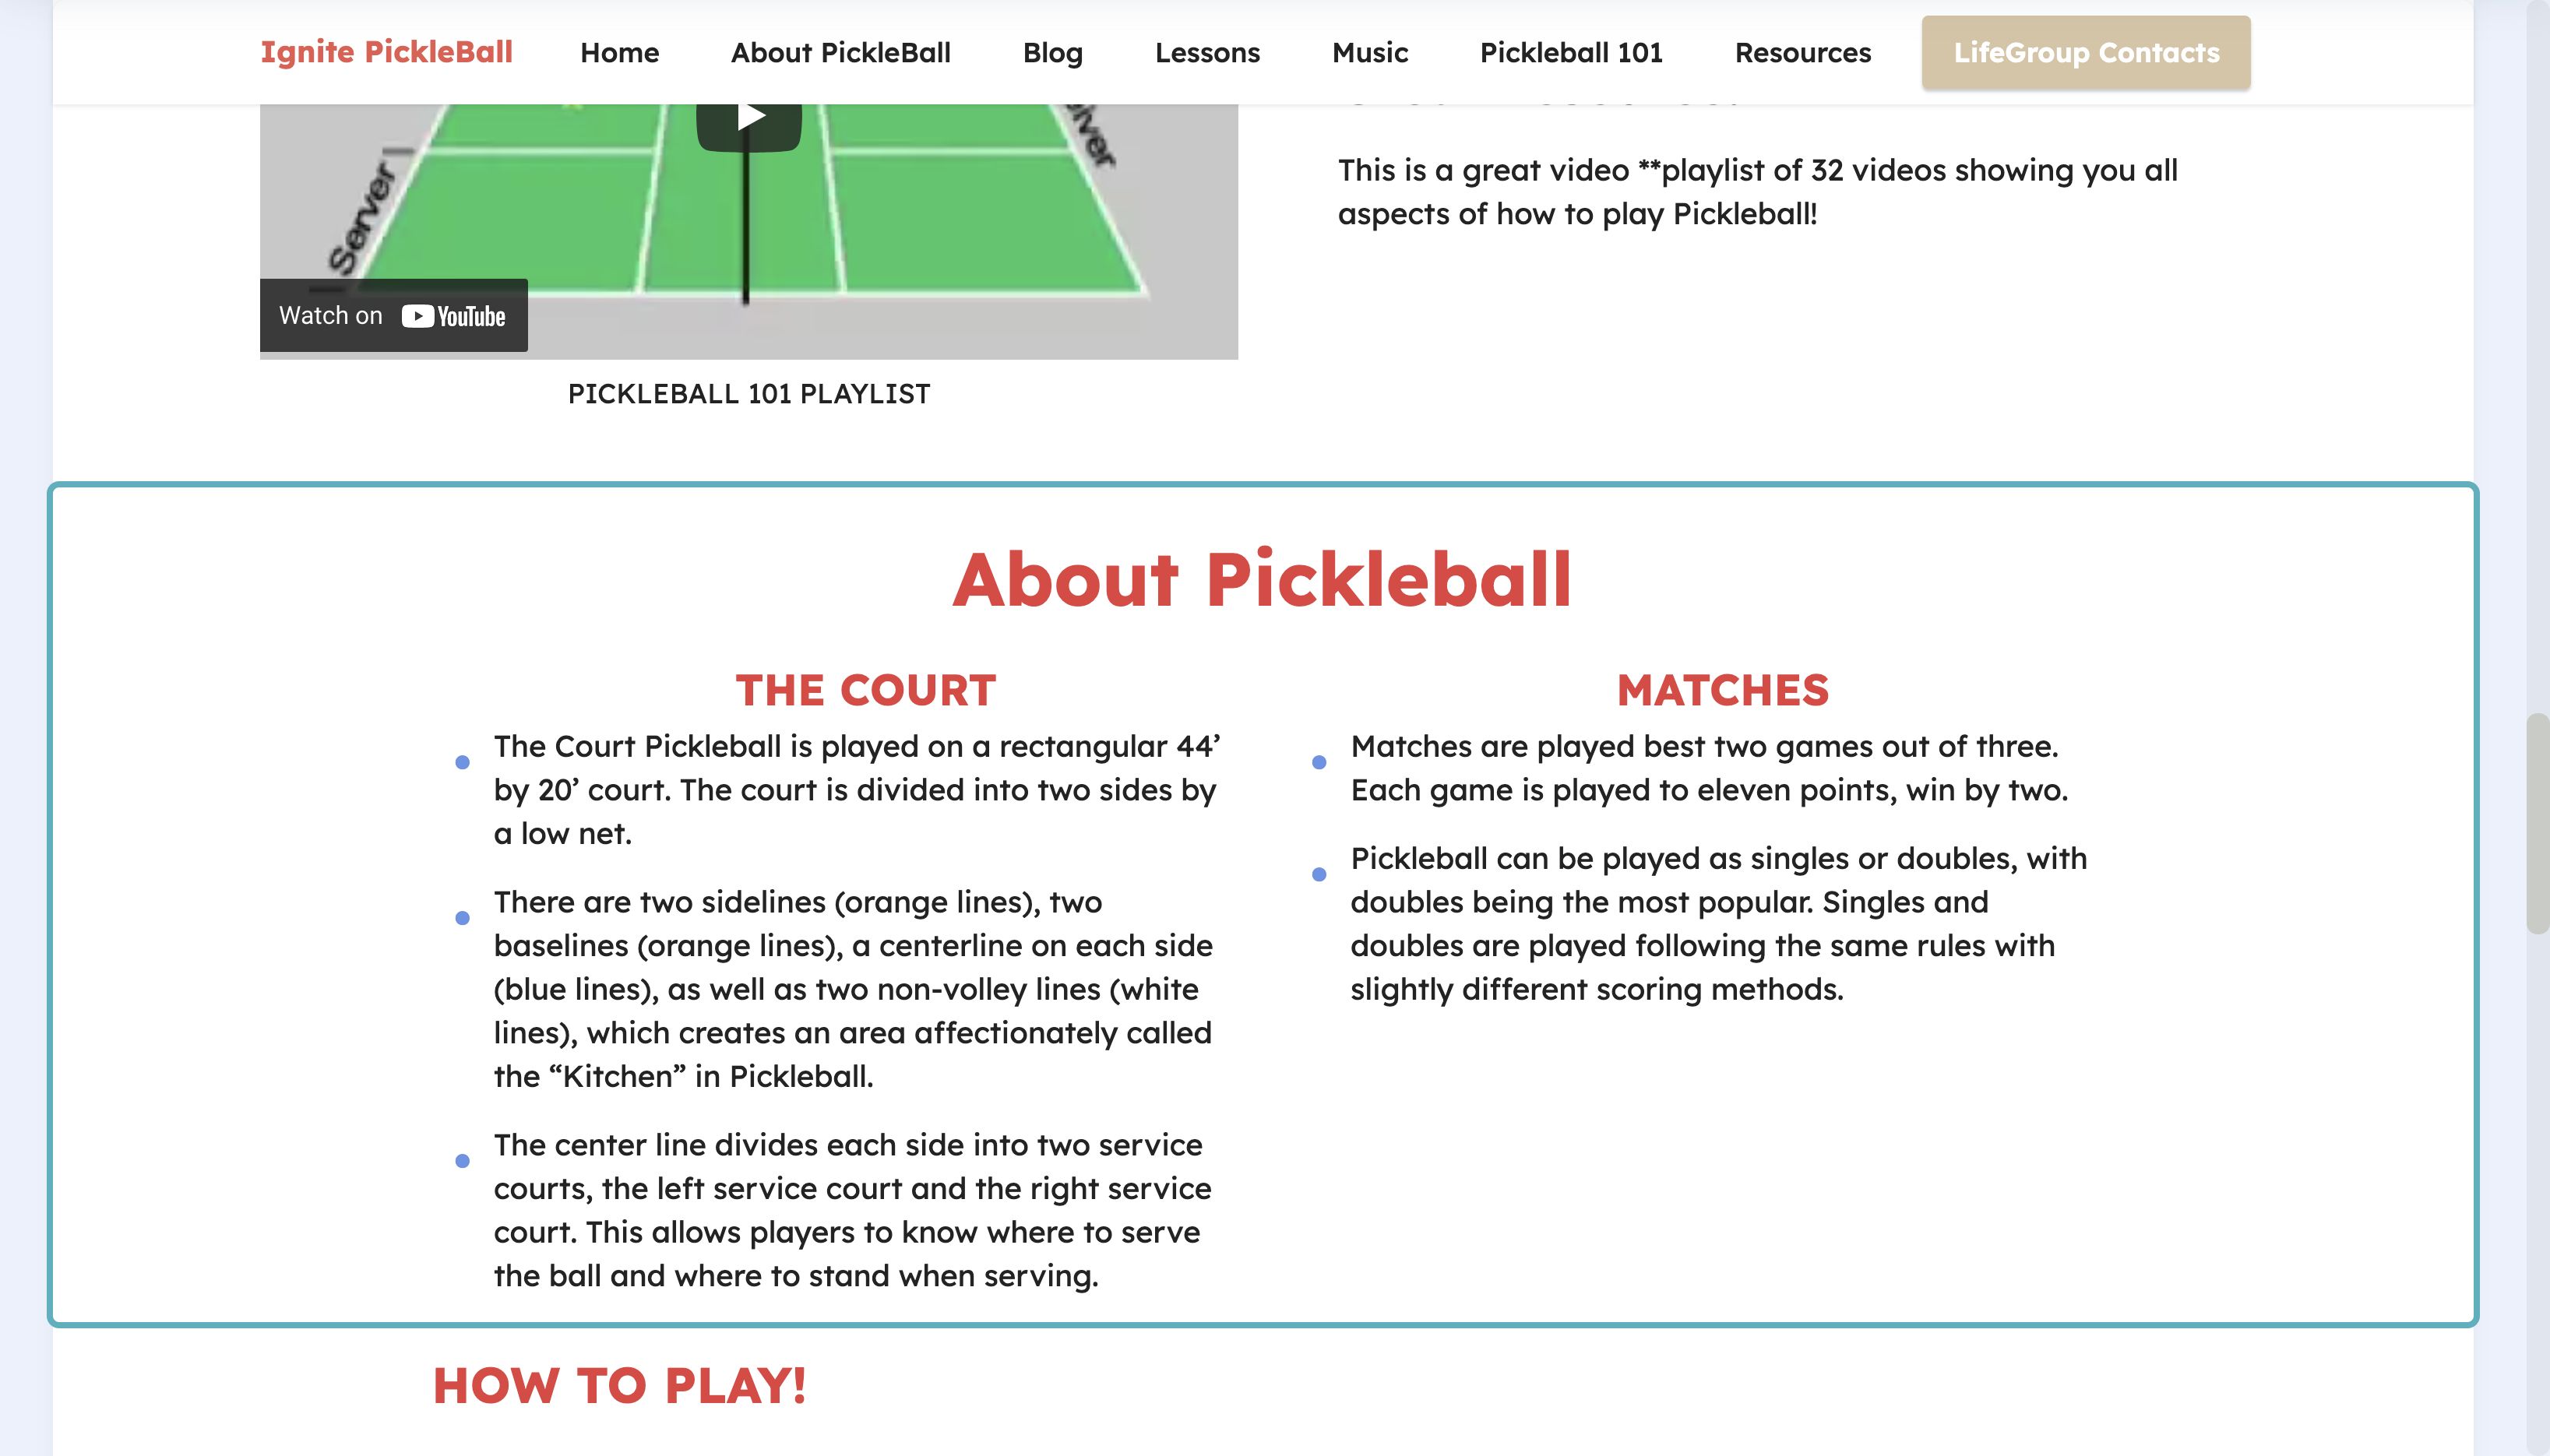 Ignite PickleBall
Home
About PickleBall
Blog
Lessons
Music
Pickleball 101
Resources
LifeGroup Contacts
Server
Watch on YouTube
PICKLEBALL 101 PLAYLIST
This is a great video **playlist of 32 videos showing you all
aspects of how to play Pickleball!
About Pickleball
THE COURT
The Court Pickleball is played on a rectangular 44’
by 20’ court. The court is divided into two sides by
a low net.
There are two sidelines (orange lines), two
baselines (orange lines), a centerline on each side
(blue lines), as well as two non-volley lines (white
lines), which creates an area affectionately called
the “Kitchen” in Pickleball.
The center line divides each side into two service
courts, the left service court and the right service
court. This allows players to know where to serve
the ball and where to stand when serving.
MATCHES
Matches are played best two games out of three.
Each game is played to eleven points, win by two.
Pickleball can be played as singles or doubles, with
doubles being the most popular. Singles and
doubles are played following the same rules with
slightly different scoring methods.
HOW TO PLAY!